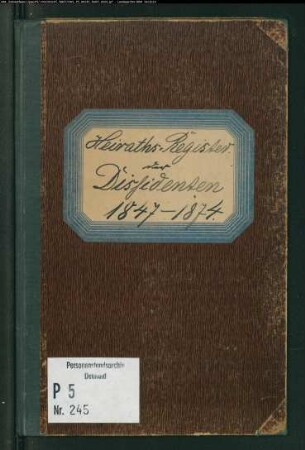 Heiraths-Register
der
Dissidenten
1847-1874.
Personenstandsarchiv
Detmold
P 5
Nr. 245